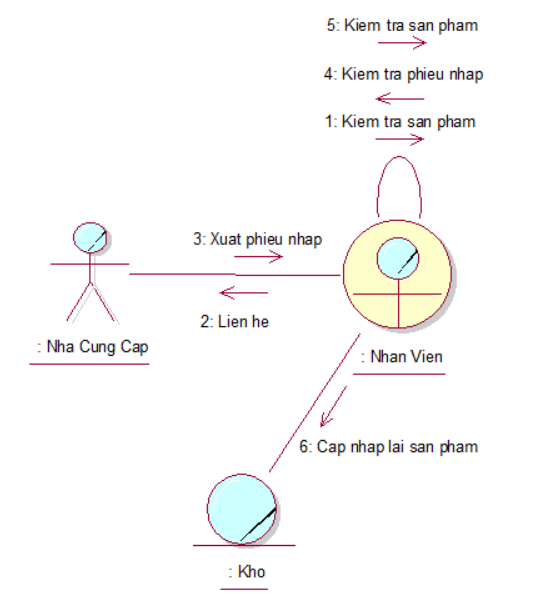 5: Kiem tra san pham
4: Kiem tra phieu nhap
1: Kiem tra san pham
3: Xuat phieu nhap
2: Lien he
: Nha Cung Cap
: Nhan Vien
6: Cap nhap lai san pham
: Kho